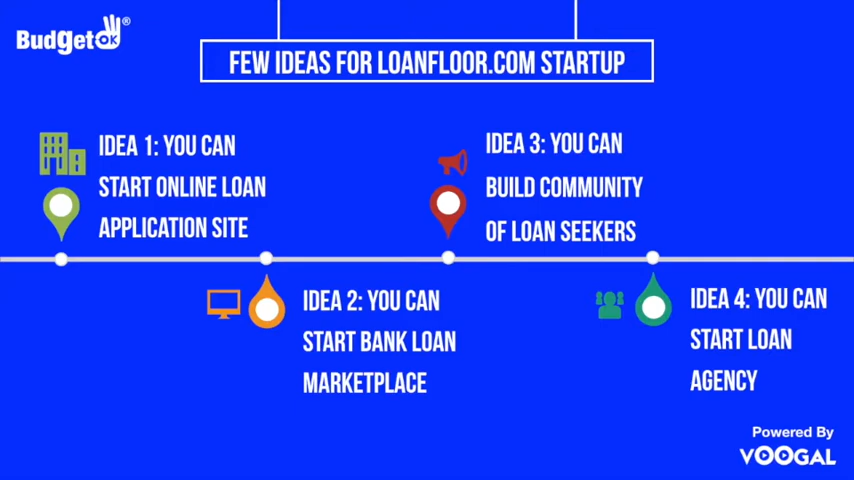 BudgetOK®
FEW IDEAS FOR LOANFLOOR.COM STARTUP
IDEA 1: YOU CAN
START ONLINE LOAN
APPLICATION SITE
IDEA 2: YOU CAN
START BANK LOAN
MARKETPLACE
IDEA 3: YOU CAN
BUILD COMMUNITY
OF LOAN SEEKERS
IDEA 4: YOU CAN
START LOAN
AGENCY
Powered By
VOOGAL